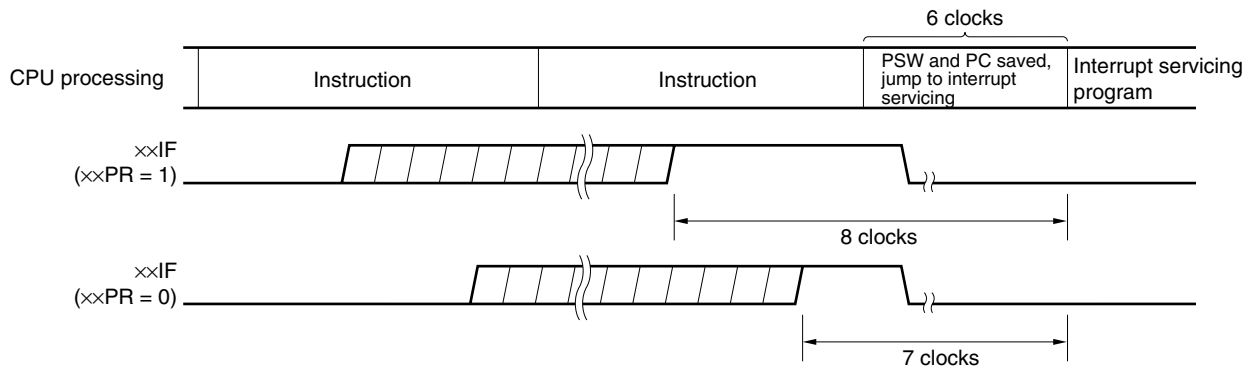 6 clocks
CPU processing
Instruction
Instruction
PSW and PC saved,
jump to interrupt
servicing
Interrupt servicing
program
××IF
(××PR = 1)
8 clocks
××IF
(××PR = 0)
7 clocks